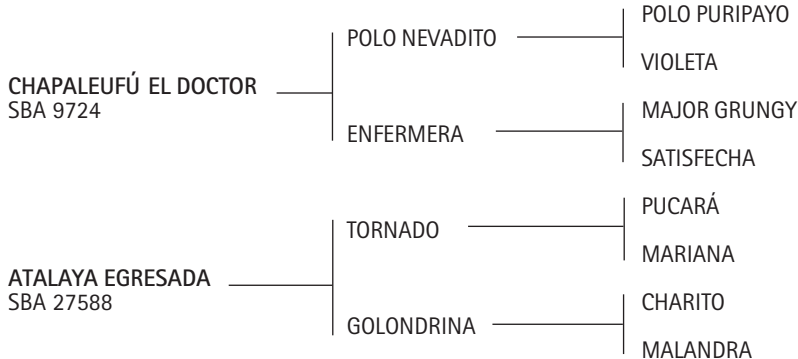 POLO PURIPAYO
POLO NEVADITO
VIOLETA
CHAPALEUFÚ EL DOCTOR
SBA 9724
MAJOR GRUNGY
ENFERMERA
SATISFECHA
PUCARÁ
TORNADO
MARIANA
ATALAYA EGRESADA
SBA 27588
CHARITO
GOLONDRINA
MALANDRA